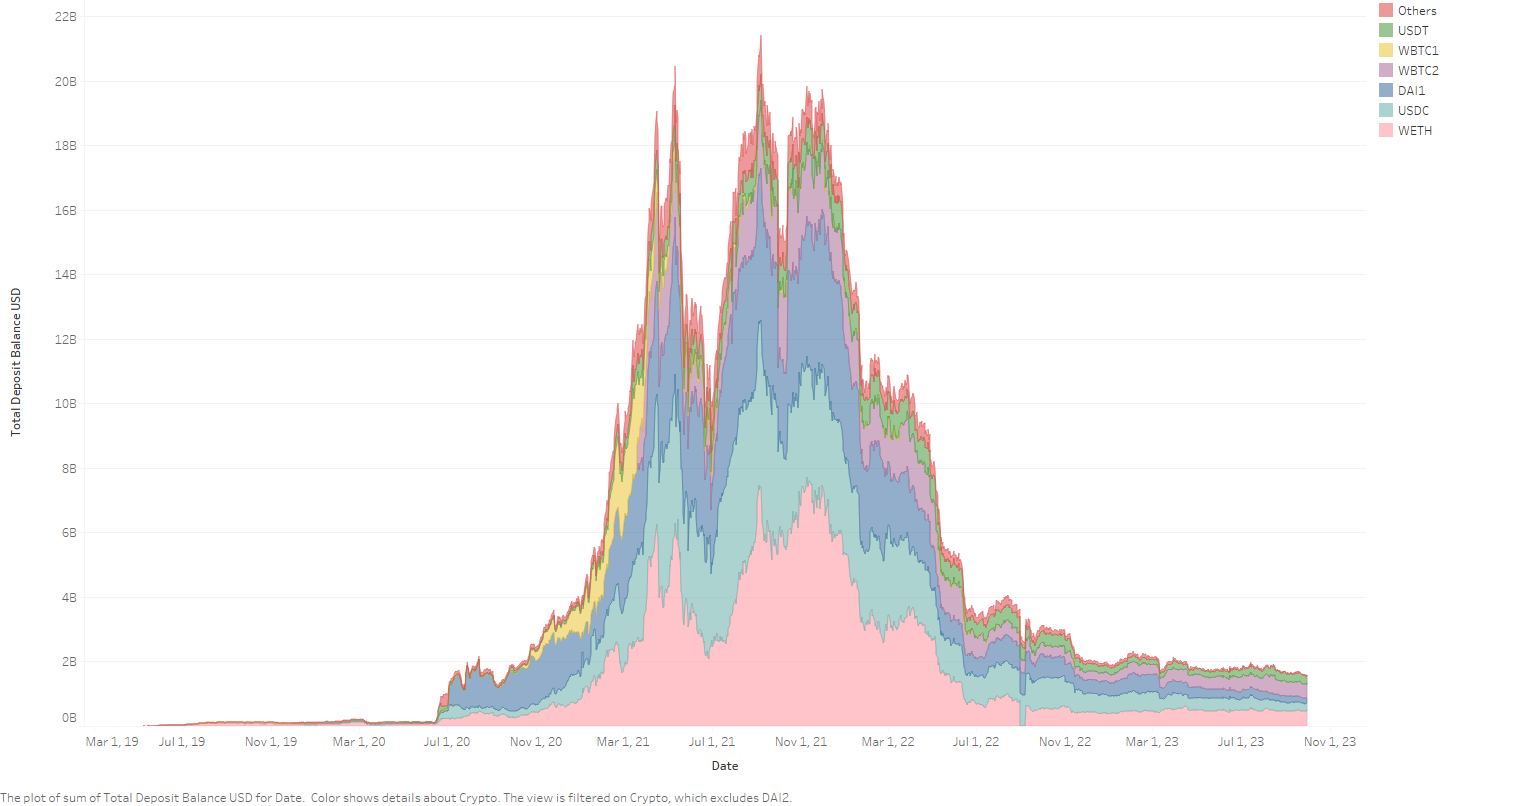 22B
20B
18B
16B
14B
12B
10B
8B
6B
4B
2B
0B
Total Deposit Balance USD
Mar 1, 19
Jul 1, 19
Nov 1, 19
Mar 1, 20
Jul 1, 20
Nov 1, 20
Mar 1, 21
Jul 1, 21
Nov 1, 21
Mar 1, 22
Jul 1, 22
Nov 1, 22
Mar 1, 23
Jul 1, 23
Nov 1, 23
Date
Others
USDT
WBTC1
WBTC2
DAI1
USDC
WETH
The plot of sum of Total Deposit Balance USD for Date. Color shows details about Crypto. The view is filtered on Crypto, which excludes DAI2.